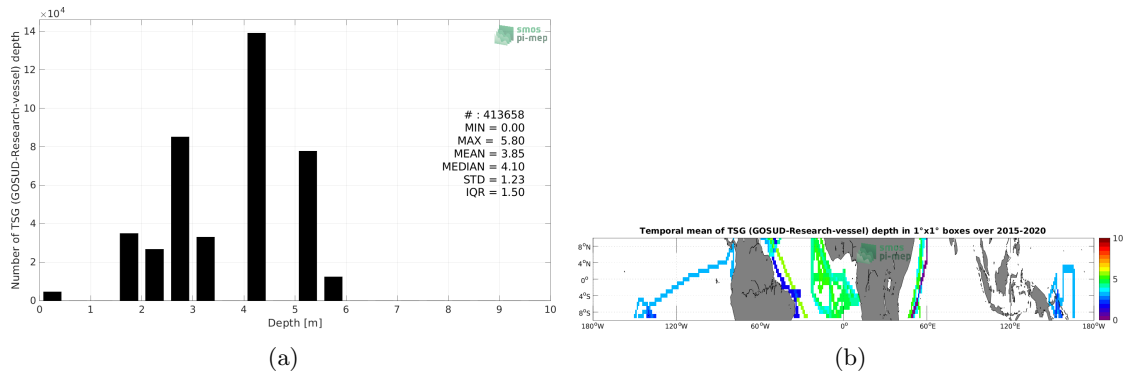 ×10⁴
14
12
10
8
6
4
2
0
Number of TSG (GOSUD-Research-vessel) depth
smos
pi-mep
# : 413658
MIN = 0.00
MAX = 5.80
MEAN = 3.85
MEDIAN = 4.10
STD = 1.23
IQR = 1.50
0 1 2 3 4 5 6 7 8 9 10
Depth [m]
(a)
Temporal mean of TSG (GOSUD-Research-vessel) depth in 1°x1° boxes over 2015-2020
8°N
4°N
0°
4°S
8°S
smos
pi-mep
10
5
0
180°W 120°W 60°W 0° 60°E 120°E 180°W
(b)